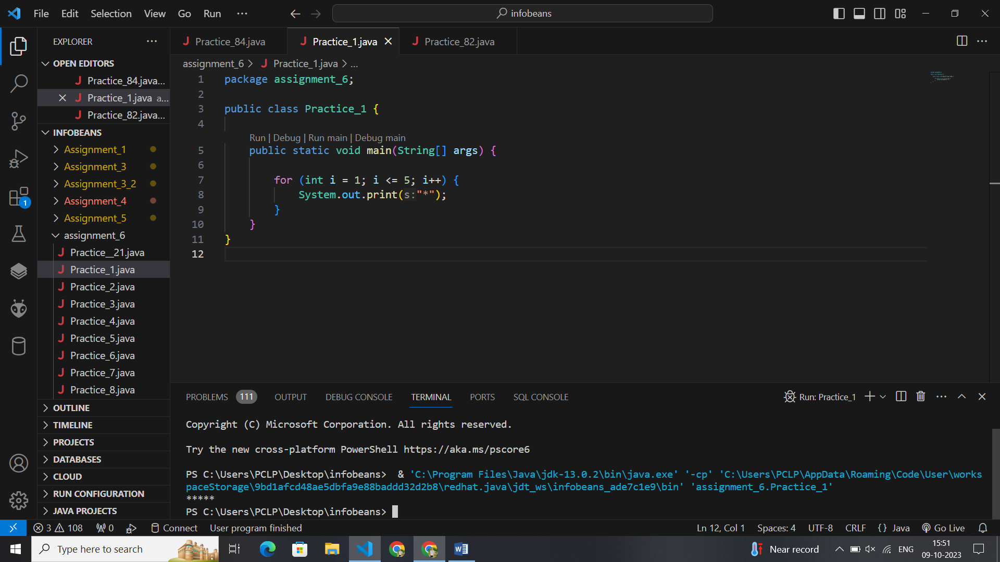 File Edit Selection View Go Run ··· infobeans
EXPLORER ···
OPEN EDITORS
Practice_84.java...
Practice_1.java a...
Practice_82.java...
INFOBEANS
Assignment_1
Assignment_3
Assignment_3_2
Assignment_4
Assignment_5
assignment_6
Practice__21.java
Practice_1.java
Practice_2.java
Practice_3.java
Practice_4.java
Practice_5.java
Practice_6.java
Practice_7.java
Practice_8.java
OUTLINE
TIMELINE
PROJECTS
DATABASES
CLOUD
RUN CONFIGURATION
JAVA PROJECTS
1
Practice_84.java Practice_1.java Practice_82.java
assignment_6 > Practice_1.java > ...
1 package assignment_6;
2
3 public class Practice_1 {
4
Run | Debug | Run main | Debug main
5 public static void main(String[] args) {
6
7 for (int i = 1; i <= 5; i++) {
8 System.out.print(s:"*");
9 }
10 }
11 }
12
PROBLEMS 111 OUTPUT DEBUG CONSOLE TERMINAL PORTS SQL CONSOLE Run: Practice_1
Copyright (C) Microsoft Corporation. All rights reserved.
Try the new cross-platform PowerShell https://aka.ms/pscore6
PS C:\Users\PCLP\Desktop\infobeans> & 'C:\Program Files\Java\jdk-13.0.2\bin\java.exe' '-cp' 'C:\Users\PCLP\AppData\Roaming\Code\User\works
paceStorage\9bd1afcd48ae5dbfa9e88baddd32d2b8\redhat.java\jdt_ws\infobeans_ade7c1e9\bin' 'assignment_6.Practice_1'
*****
PS C:\Users\PCLP\Desktop\infobeans>
3 108 0 Connect User program finished Ln 12, Col 1 Spaces: 4 UTF-8 CRLF {} Java Go Live
Type here to search Near record ENG 15:51
09-10-2023